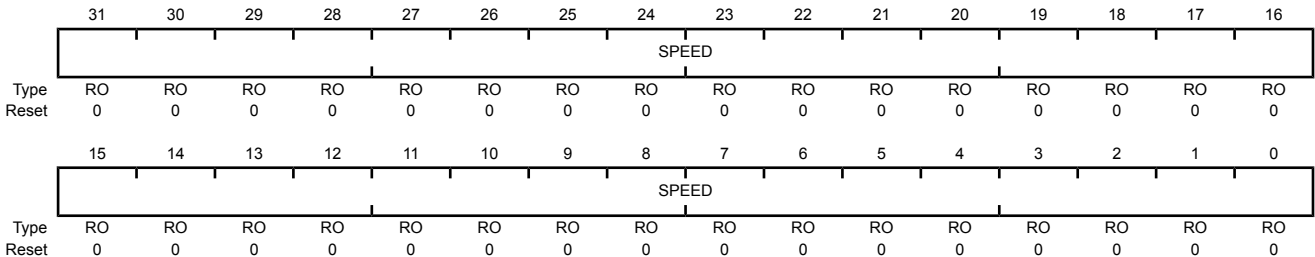 31 30 29 28 27 26 25 24 23 22 21 20 19 18 17 16
SPEED
Type RO RO RO RO RO RO RO RO RO RO RO RO RO RO RO RO
Reset 0 0 0 0 0 0 0 0 0 0 0 0 0 0 0 0
15 14 13 12 11 10 9 8 7 6 5 4 3 2 1 0
SPEED
Type RO RO RO RO RO RO RO RO RO RO RO RO RO RO RO RO
Reset 0 0 0 0 0 0 0 0 0 0 0 0 0 0 0 0